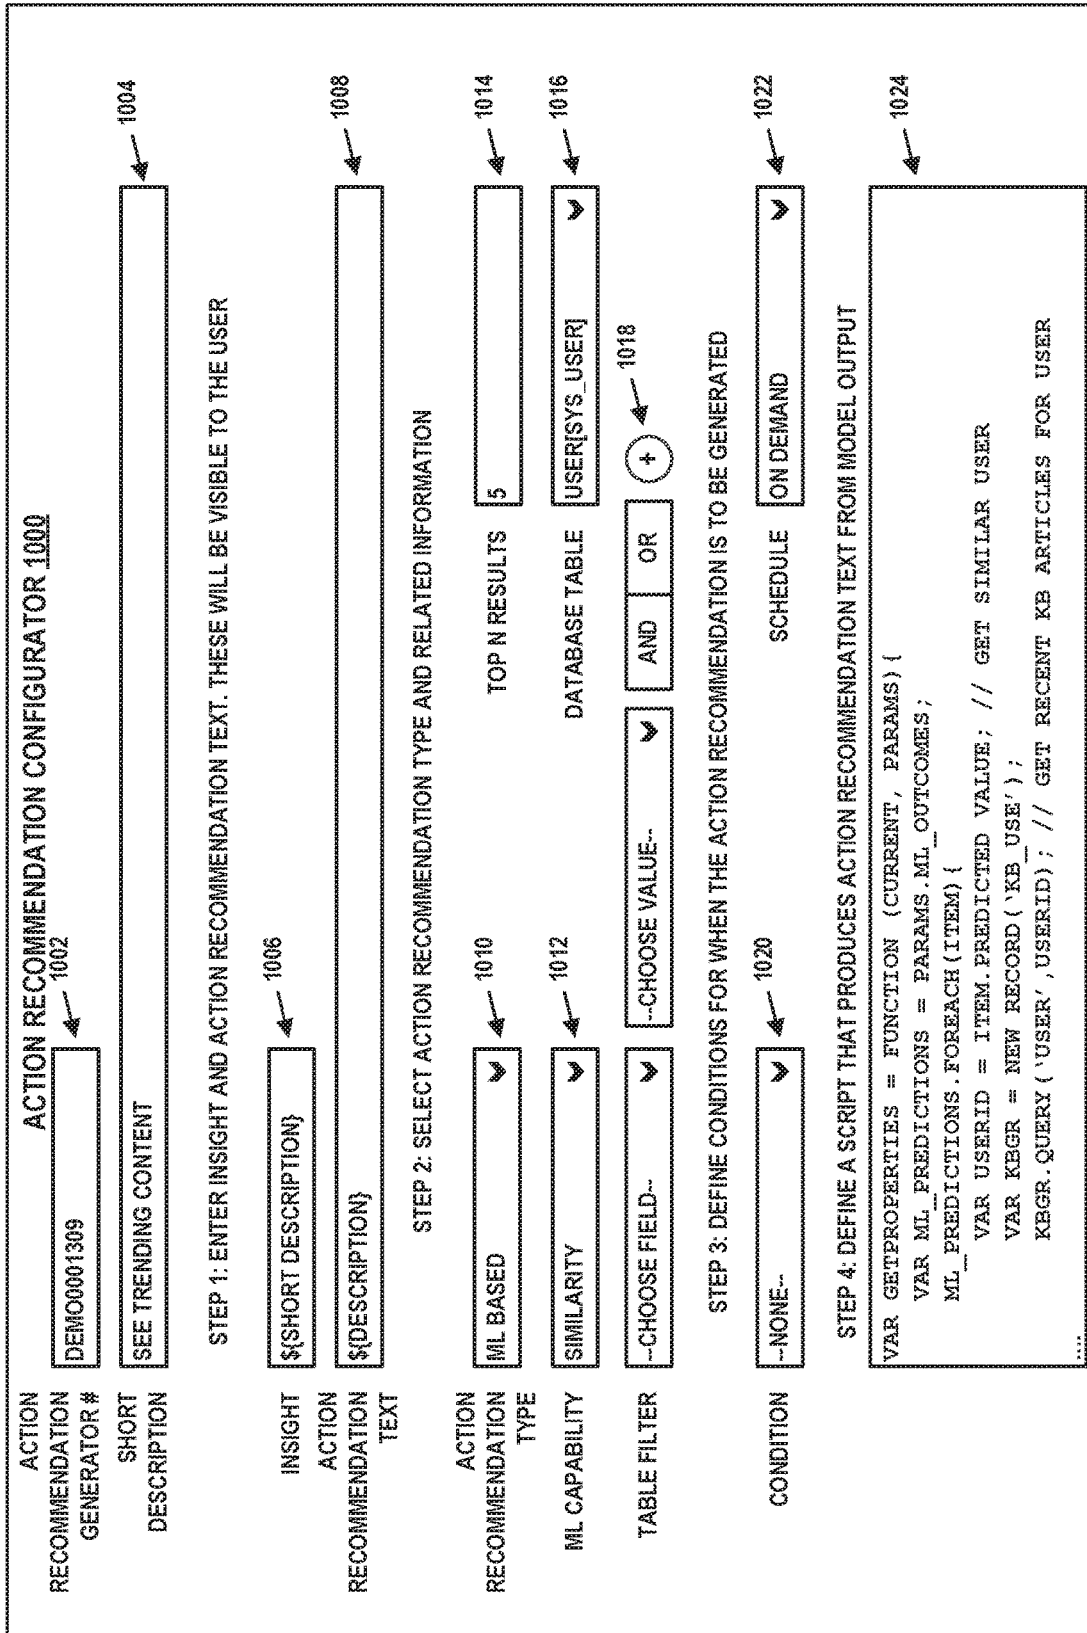 ACTION RECOMMENDATION CONFIGURATOR 1000
ACTION
RECOMMENDATION
GENERATOR #
DEMO0001309
1002
SHORT
DESCRIPTION
SEE TRENDING CONTENT
1004
STEP 1: ENTER INSIGHT AND ACTION RECOMMENDATION TEXT. THESE WILL BE VISIBLE TO THE USER
INSIGHT
${SHORT DESCRIPTION}
1006
ACTION
RECOMMENDATION
TEXT
${DESCRIPTION}
1008
STEP 2: SELECT ACTION RECOMMENDATION TYPE AND RELATED INFORMATION
ACTION
RECOMMENDATION
TYPE
ML BASED
1010
TOP N RESULTS
5
1014
ML CAPABILITY
SIMILARITY
1012
DATABASE TABLE
USER[SYS_USER]
1016
TABLE FILTER
--CHOOSE FIELD--
--CHOOSE VALUE--
AND
OR
+
1018
STEP 3: DEFINE CONDITIONS FOR WHEN THE ACTION RECOMMENDATION IS TO BE GENERATED
CONDITION
--NONE--
1020
SCHEDULE
ON DEMAND
1022
STEP 4: DEFINE A SCRIPT THAT PRODUCES ACTION RECOMMENDATION TEXT FROM MODEL OUTPUT
1024
VAR GETPROPERTIES = FUNCTION (CURRENT, PARAMS){
VAR ML_PREDICTIONS = PARAMS.ML_OUTCOMES;
ML_PREDICTIONS.FOREACH(ITEM){
VAR USERID = ITEM.PREDICTED VALUE; // GET SIMILAR USER
VAR KBGR = NEW RECORD('KB_USE');
KBGR.QUERY('USER',USERID); // GET RECENT KB ARTICLES FOR USER
....